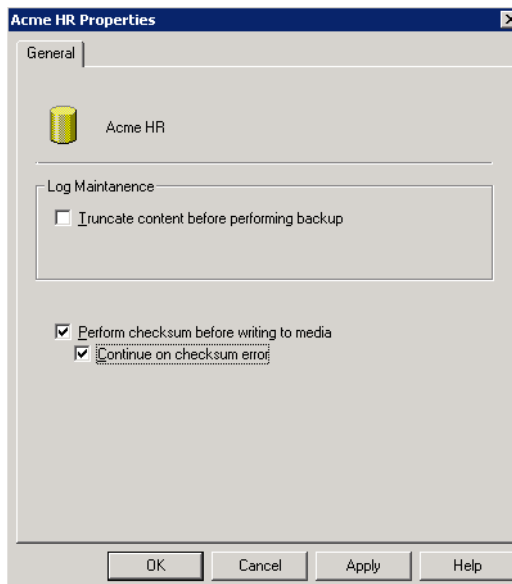 Acme HR Properties
General
Acme HR
Log Maintanence
Truncate content before performing backup
Perform checksum before writing to media
Continue on checksum error
OK Cancel Apply Help